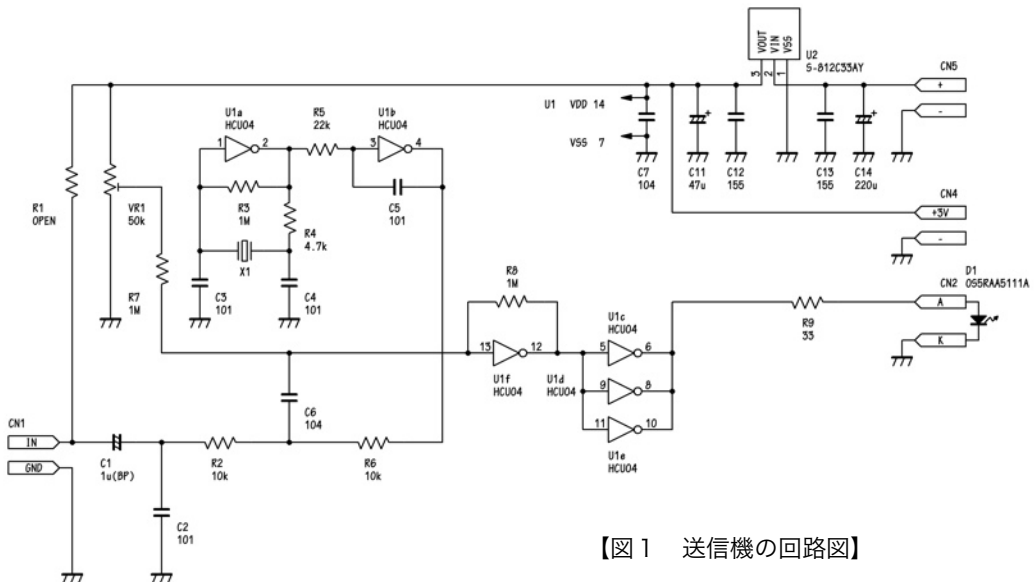 VOUT
VIN
VSS
3
2
1
U2
S-812C33AY
CN5
+
-
U1 VDD 14
VSS 7
C7
104
C11
47u
+
C12
155
C13
155
C14
220u
+
CN4
+3V
-
U1a
HCU04
1
2
R5
22k
U1b
HCU04
3
4
C5
101
R3
1M
R4
4.7k
X1
C3
101
C4
101
R1
OPEN
VR1
50k
R7
1M
R8
1M
13
12
U1f
HCU04
U1c
HCU04
5
6
U1d
HCU04
9
8
11
10
U1e
HCU04
R9
33
CN2
D1
OS5RAA5111A
A
K
C6
104
CN1
IN
GND
C1
1u(BP)
R2
10k
R6
10k
C2
101
【図1 送信機の回路図】